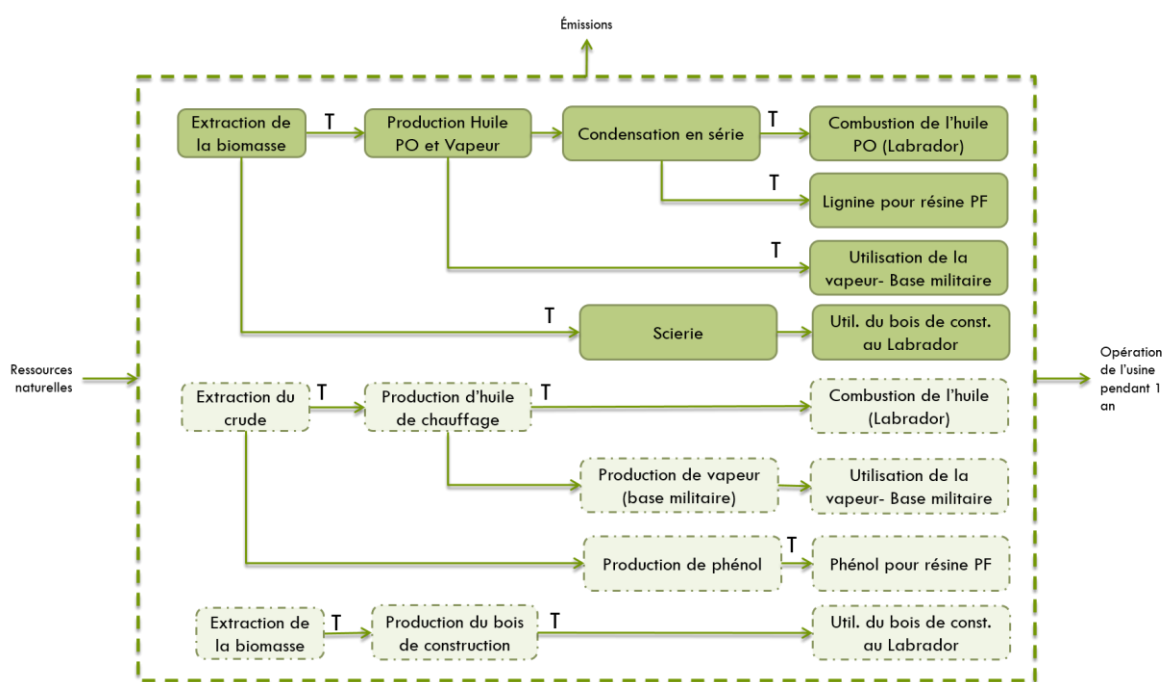 Émissions
Extraction de
la biomasse
T
Production Huile
PO et Vapeur
Condensation en série
T
Combustion de l'huile
PO (Labrador)
T
Lignine pour résine PF
T
Utilisation de la
vapeur- Base militaire
T
Scierie
Util. du bois de const.
au Labrador
Ressources
naturelles
Opération
de l'usine
pendant 1
an
Extraction du
crude
T
Production d'huile
de chauffage
T
Combustion de l'huile
(Labrador)
Production de vapeur
(base militaire)
Utilisation de la
vapeur- Base militaire
Production de phénol
T
Phénol pour résine PF
Extraction de
la biomasse
T
Production du bois
de construction
T
Util. du bois de const.
au Labrador